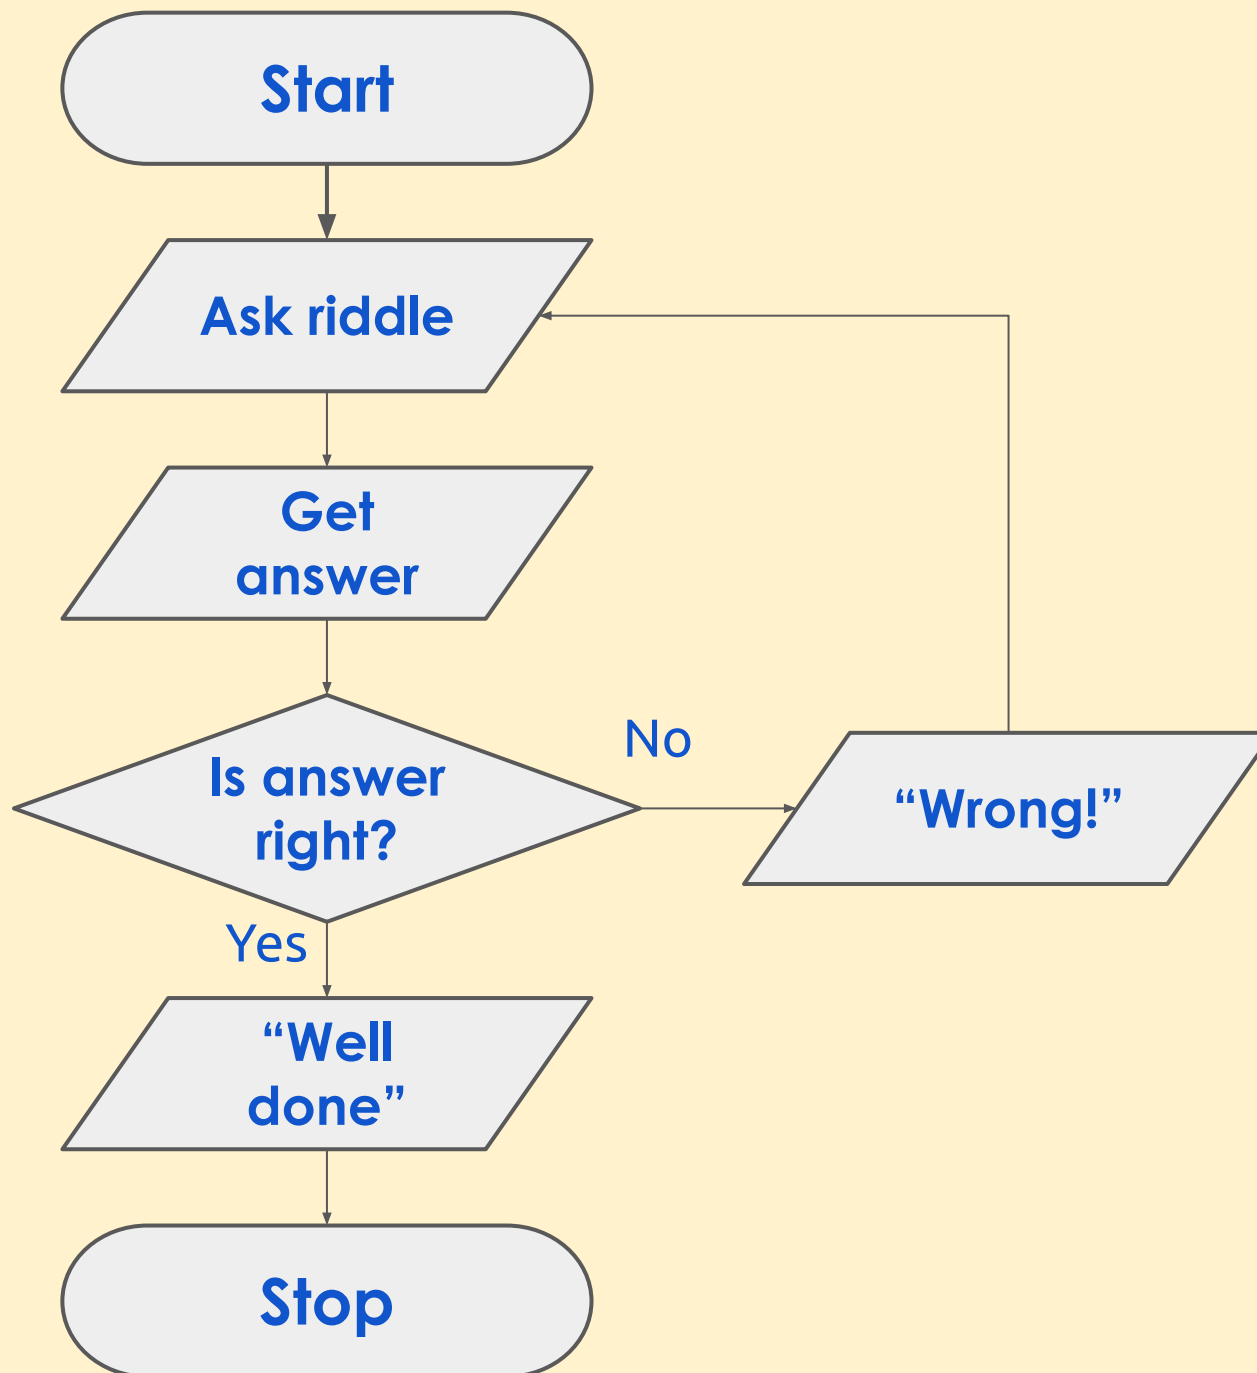 Start
Ask riddle
Get
answer
Is answer
right?
No
“Wrong!”
Yes
“Well
done”
Stop